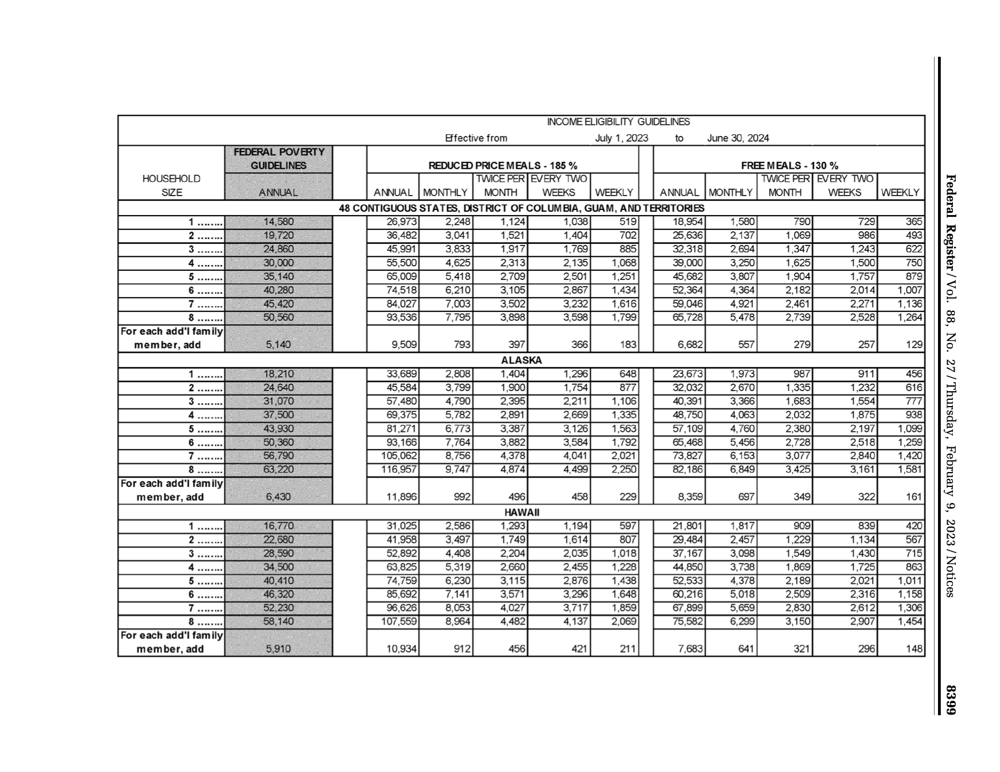 INCOME ELIGIBILITY GUIDELINES
Effective from July 1, 2023 to June 30, 2024
FEDERAL POVERTY
GUIDELINES REDUCED PRICE MEALS - 185 % FREE MEALS - 130 %
HOUSEHOLD TWICE PER EVERY TWO TWICE PER EVERY TWO
SIZE ANNUAL ANNUAL MONTHLY MONTH WEEKS WEEKLY ANNUAL MONTHLY MONTH WEEKS WEEKLY
48 CONTIGUOUS STATES, DISTRICT OF COLUMBIA, GUAM, AND TERRITORIES
1 ........ 14,580 26,973 2,248 1,124 1,038 519 18,954 1,580 790 729 365
2 ........ 19,720 36,482 3,041 1,521 1,404 702 25,636 2,137 1,069 986 493
3 ........ 24,860 45,991 3,833 1,917 1,769 885 32,318 2,694 1,347 1,243 622
4 ........ 30,000 55,500 4,625 2,313 2,135 1,068 39,000 3,250 1,625 1,500 750
5 ........ 35,140 65,009 5,418 2,709 2,501 1,251 45,682 3,807 1,904 1,757 879
6 ........ 40,280 74,518 6,210 3,105 2,867 1,434 52,364 4,364 2,182 2,014 1,007
7 ........ 45,420 84,027 7,003 3,502 3,232 1,616 59,046 4,921 2,461 2,271 1,136
8 ........ 50,560 93,536 7,795 3,898 3,598 1,799 65,728 5,478 2,739 2,528 1,264
For each add'l family
member, add 5,140 9,509 793 397 366 183 6,682 557 279 257 129
ALASKA
1 ........ 18,210 33,689 2,808 1,404 1,296 648 23,673 1,973 987 911 456
2 ........ 24,640 45,584 3,799 1,900 1,754 877 32,032 2,670 1,335 1,232 616
3 ........ 31,070 57,480 4,790 2,395 2,211 1,106 40,391 3,366 1,683 1,554 777
4 ........ 37,500 69,375 5,782 2,891 2,669 1,335 48,750 4,063 2,032 1,875 938
5 ........ 43,930 81,271 6,773 3,387 3,126 1,563 57,109 4,760 2,380 2,197 1,099
6 ........ 50,360 93,166 7,764 3,882 3,584 1,792 65,468 5,456 2,728 2,518 1,259
7 ........ 56,790 105,062 8,756 4,378 4,041 2,021 73,827 6,153 3,077 2,840 1,420
8 ........ 63,220 116,957 9,747 4,874 4,499 2,250 82,186 6,849 3,425 3,161 1,581
For each add'l family
member, add 6,430 11,896 992 496 458 229 8,359 697 349 322 161
HAWAII
1 ........ 16,770 31,025 2,586 1,293 1,194 597 21,801 1,817 909 839 420
2 ........ 22,680 41,958 3,497 1,749 1,614 807 29,484 2,457 1,229 1,134 567
3 ........ 28,590 52,892 4,408 2,204 2,035 1,018 37,167 3,098 1,549 1,430 715
4 ........ 34,500 63,825 5,319 2,660 2,455 1,228 44,850 3,738 1,869 1,725 863
5 ........ 40,410 74,759 6,230 3,115 2,876 1,438 52,533 4,378 2,189 2,021 1,011
6 ........ 46,320 85,692 7,141 3,571 3,296 1,648 60,216 5,018 2,509 2,316 1,158
7 ........ 52,230 96,626 8,053 4,027 3,717 1,859 67,899 5,659 2,830 2,612 1,306
8 ........ 58,140 107,559 8,964 4,482 4,137 2,069 75,582 6,299 3,150 2,907 1,454
For each add'l family
member, add 5,910 10,934 912 456 421 211 7,683 641 321 296 148
Federal Register / Vol. 88, No. 27 / Thursday, February 9, 2023 / Notices 8399